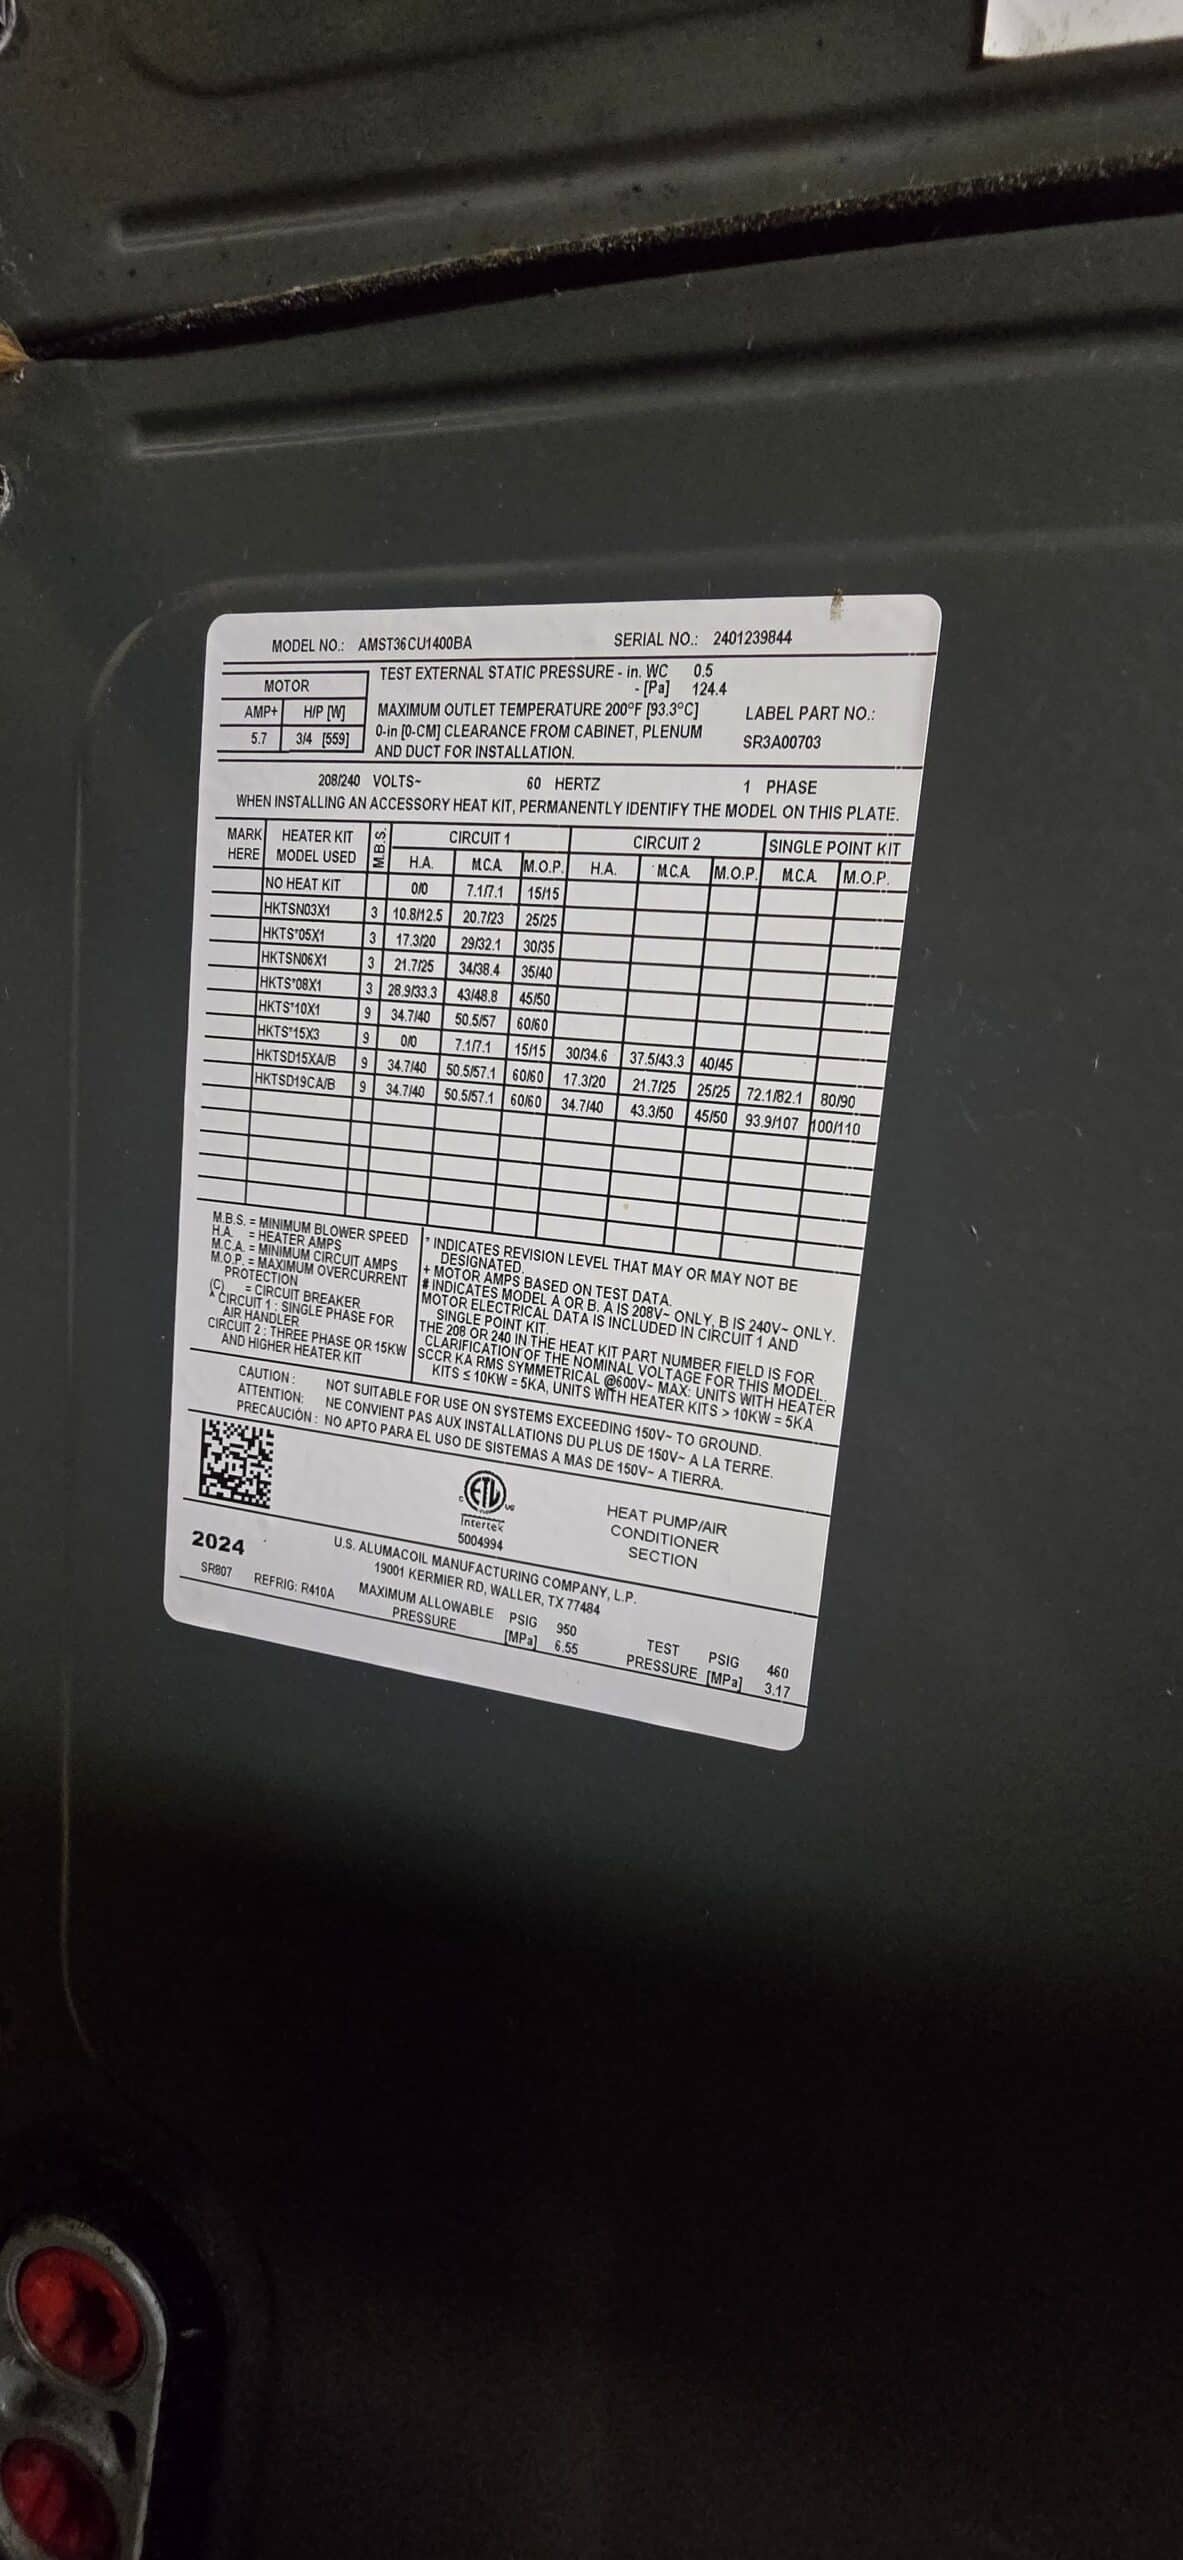 MODEL NO.: AMST36CU1400BA SERIAL NO.: 2401239844
MOTOR
AMP+ H/P [W]
5.7 3/4 [559]
TEST EXTERNAL STATIC PRESSURE - in. WC 0.5
- [Pa] 124.4
MAXIMUM OUTLET TEMPERATURE 200°F [93.3°C]
0-in [0-CM] CLEARANCE FROM CABINET, PLENUM
AND DUCT FOR INSTALLATION.
LABEL PART NO.:
SR3A00703
208/240 VOLTS~ 60 HERTZ 1 PHASE
WHEN INSTALLING AN ACCESSORY HEAT KIT, PERMANENTLY IDENTIFY THE MODEL ON THIS PLATE.
MARK HERE HEATER KIT MODEL USED M.B.S. CIRCUIT 1 CIRCUIT 2 SINGLE POINT KIT
H.A. M.C.A. M.O.P. H.A. M.C.A. M.O.P. M.C.A. M.O.P.
NO HEAT KIT 0/0 7.1/7.1 15/15
HKTSN03X1 3 10.8/12.5 20.7/23 25/25
HKTS*05X1 3 17.3/20 29/32.1 30/35
HKTSN06X1 3 21.7/25 34/38.4 35/40
HKTS*08X1 3 28.9/33.3 43/48.8 45/50
HKTS*10X1 9 34.7/40 50.5/57 60/60
HKTS*15X3 9 0/0 7.1/7.1 15/15 30/34.6 37.5/43.3 40/45
HKTSD15XA/B 9 34.7/40 50.5/57.1 60/60 17.3/20 21.7/25 25/25 72.1/82.1 80/90
HKTSD19CA/B 9 34.7/40 50.5/57.1 60/60 34.7/40 43.3/50 45/50 93.9/107 100/110
M.B.S. = MINIMUM BLOWER SPEED
H.A. = HEATER AMPS
M.C.A. = MINIMUM CIRCUIT AMPS
M.O.P. = MAXIMUM OVERCURRENT
PROTECTION
(C) = CIRCUIT BREAKER
^ CIRCUIT 1 : SINGLE PHASE FOR
AIR HANDLER
CIRCUIT 2 : THREE PHASE OR 15KW
AND HIGHER HEATER KIT
* INDICATES REVISION LEVEL THAT MAY OR MAY NOT BE
DESIGNATED.
+ MOTOR AMPS BASED ON TEST DATA.
# INDICATES MODEL A OR B, A IS 208V~ ONLY, B IS 240V~ ONLY.
MOTOR ELECTRICAL DATA IS INCLUDED IN CIRCUIT 1 AND
SINGLE POINT KIT.
THE 208 OR 240 IN THE HEAT KIT PART NUMBER FIELD IS FOR
CLARIFICATION OF THE NOMINAL VOLTAGE FOR THIS MODEL.
SCCR KA RMS SYMMETRICAL @600V~ MAX: UNITS WITH HEATER
KITS ≤ 10KW = 5KA, UNITS WITH HEATER KITS > 10KW = 5KA
CAUTION : NOT SUITABLE FOR USE ON SYSTEMS EXCEEDING 150V~ TO GROUND.
ATTENTION: NE CONVIENT PAS AUX INSTALLATIONS DU PLUS DE 150V~ A LA TERRE.
PRECAUCIÓN : NO APTO PARA EL USO DE SISTEMAS A MAS DE 150V~ A TIERRA.
C ETL US
Intertek
5004994
HEAT PUMP/AIR
CONDITIONER
SECTION
2024
U.S. ALUMACOIL MANUFACTURING COMPANY, L.P.
19001 KERMIER RD, WALLER, TX 77484
SR807 REFRIG: R410A MAXIMUM ALLOWABLE PRESSURE PSIG 950
[MPa] 6.55
TEST PRESSURE PSIG 460
[MPa] 3.17